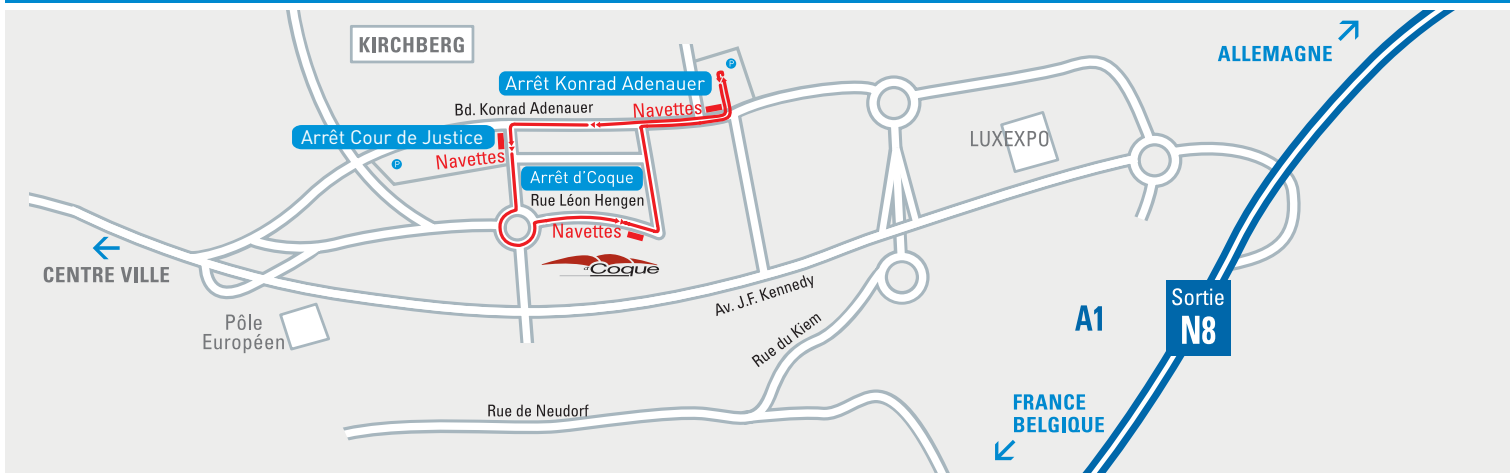 KIRCHBERG
ALLEMAGNE
P
Arrêt Konrad Adenauer
Bd. Konrad Adenauer
Navettes
Arrêt Cour de Justice
LUXEXPO
Navettes
P
Arrêt d'Coque
Rue Léon Hengen
Navettes
d'Coque
CENTRE VILLE
Av. J.F. Kennedy
Sortie
N8
A1
Pôle
Européen
Rue du Kiem
Rue de Neudorf
FRANCE
BELGIQUE